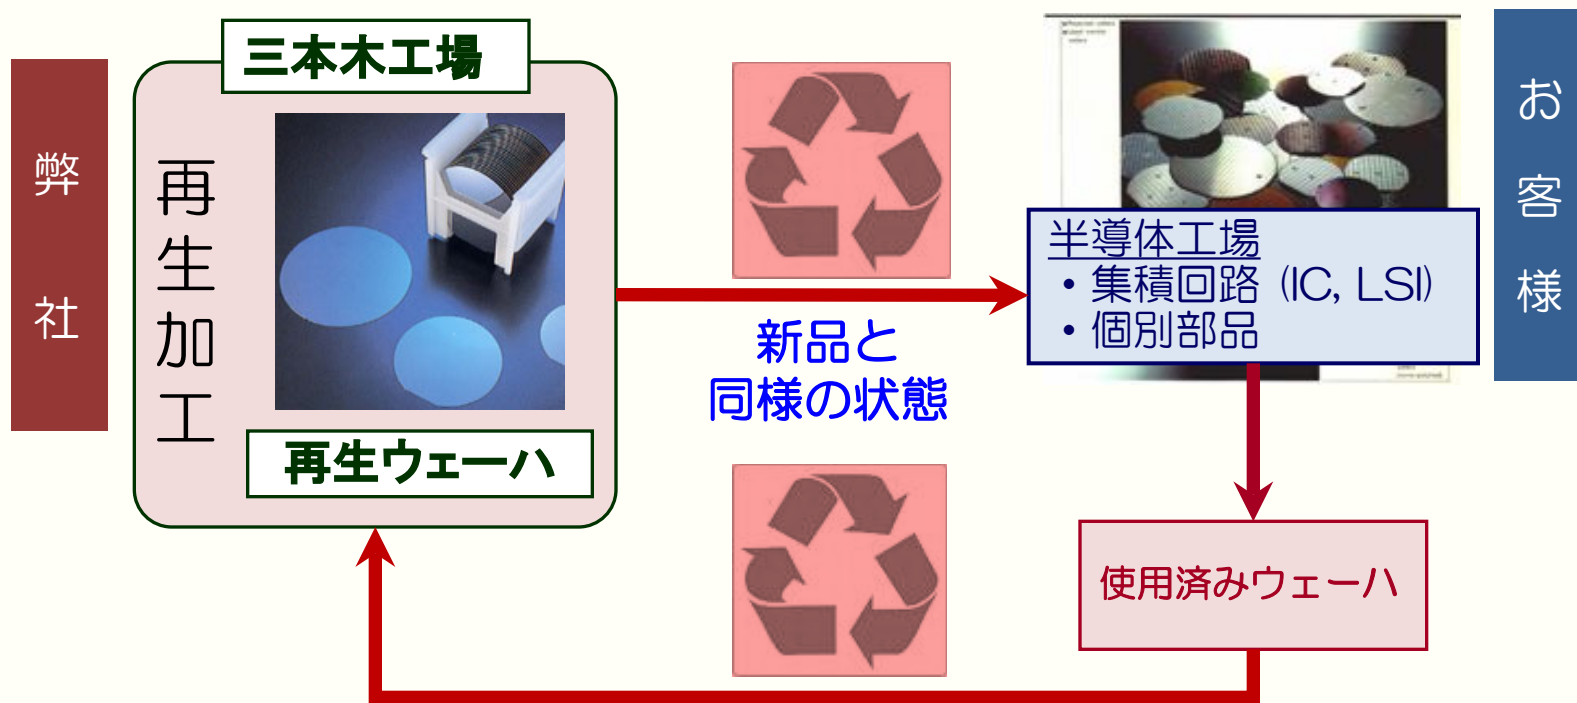 弊社
三本木工場
再生加工
再生ウェーハ
新品と
同様の状態
お客様
半導体工場
・集積回路 (IC, LSI)
・個別部品
使用済みウェーハ